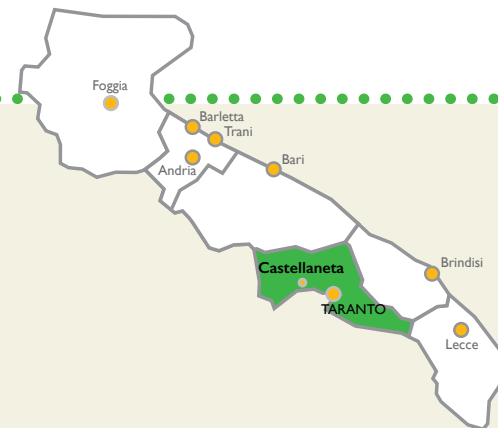 Foggia
Barletta
Trani
Andria
Bari
Castellaneta
Brindisi
TARANTO
Lecce